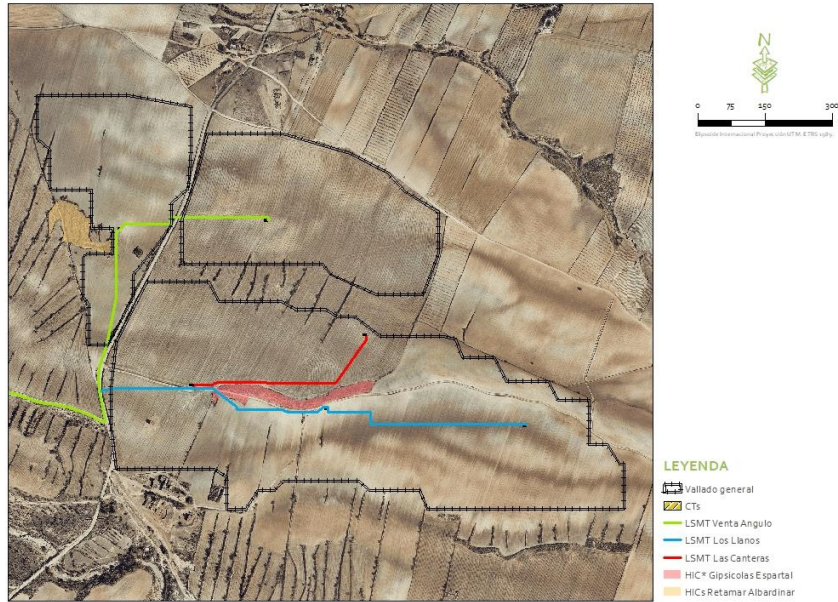 N
0 75 150 300
LEYENDA
Vallado general
CTs
LSMT Venta Angulo
LSMT Los Llanos
LSMT Las Canteras
HIC* Gipsicolas Espartal
HICs Retamar Albardinar